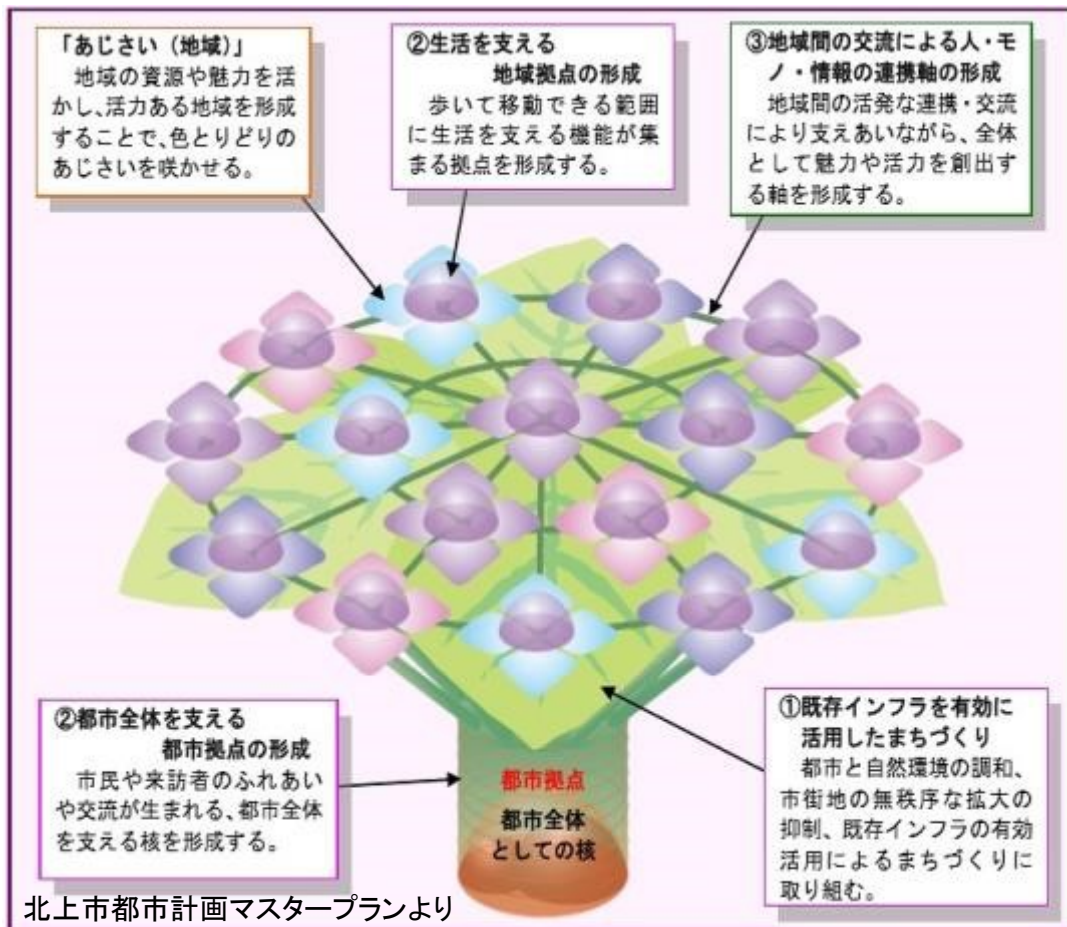 「あじさい（地域）」
地域の資源や魅力を活
かし、活力ある地域を形成
することで、色とりどりの
あじさいを咲かせる。
②生活を支える
地域拠点の形成
歩いて移動できる範囲
に生活を支える機能が集
まる拠点を形成する。
③地域間の交流による人・モ
ノ・情報の連携軸の形成
地域間の活発な連携・交流
により支えあいながら、全体
として魅力や活力を創出す
る軸を形成する。
②都市全体を支える
都市拠点の形成
市民や来訪者のふれあい
や交流が生まれる、都市全体
を支える核を形成する。
都市拠点
都市全体
としての核
①既存インフラを有効に
活用したまちづくり
都市と自然環境の調和、
市街地の無秩序な拡大の
抑制、既存インフラの有効
活用によるまちづくりに
取り組む。
北上市都市計画マスタープランより